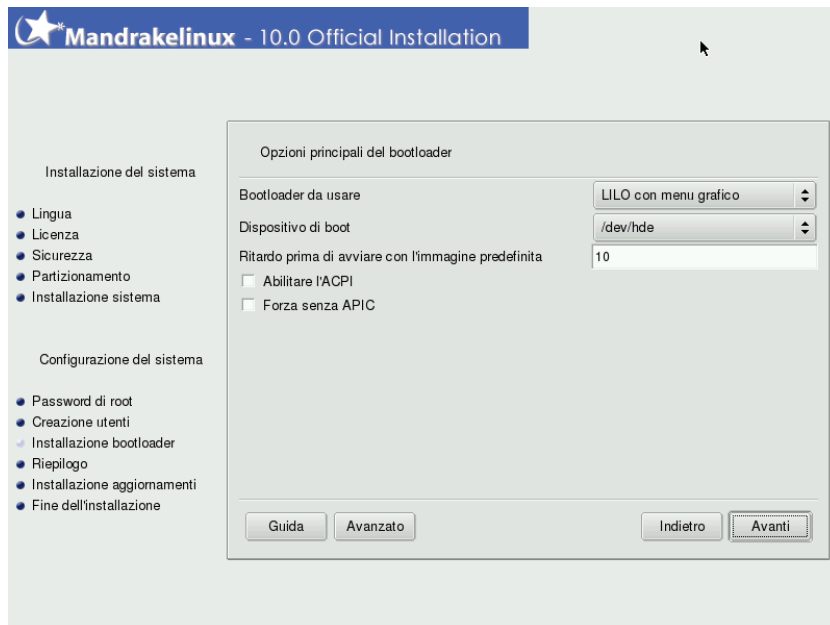 Mandrakelinux - 10.0 Official Installation
Installazione del sistema
Lingua
Licenza
Sicurezza
Partizionamento
Installazione sistema
Configurazione del sistema
Password di root
Creazione utenti
Installazione bootloader
Riepilogo
Installazione aggiornamenti
Fine dell'installazione
Opzioni principali del bootloader
Bootloader da usare LILO con menu grafico
Dispositivo di boot /dev/hde
Ritardo prima di avviare con l'immagine predefinita 10
Abilitare l'ACPI
Forza senza APIC
Guida Avanzato Indietro Avanti